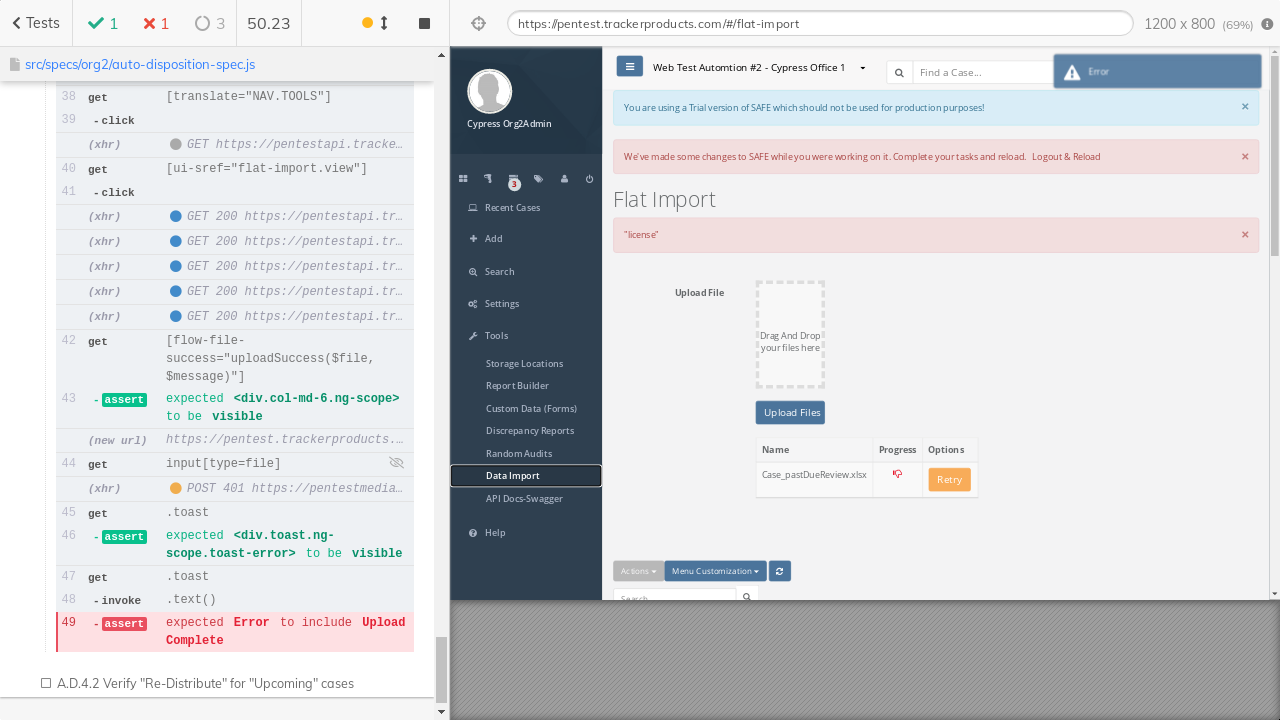 Tests
1
1
3
50.23
https://pentest.trackerproducts.com/#/flat-import
1200 x 800 (69%)
src/specs/org2/auto-disposition-spec.js
38 get [translate="NAV.TOOLS"]
39 - click
(xhr) GET https://pentestapi.tracke…
40 get [ui-sref="flat-import.view"]
41 - click
(xhr) GET 200 https://pentestapi.tr…
(xhr) GET 200 https://pentestapi.tr…
(xhr) GET 200 https://pentestapi.tr…
(xhr) GET 200 https://pentestapi.tr…
(xhr) GET 200 https://pentestapi.tr…
42 get [flow-file-
success="uploadSuccess($file,
$message)"]
43 - assert expected <div.col-md-6.ng-scope>
to be visible
(new url) https://pentest.trackerproducts.…
44 get input[type=file]
(xhr) POST 401 https://pentestmedia…
45 get .toast
46 - assert expected <div.toast.ng-
scope.toast-error> to be visible
47 get .toast
48 - invoke .text()
49 - assert expected Error to include Upload
Complete
A.D.4.2 Verify "Re-Distribute" for "Upcoming" cases
Cypress Org2Admin
3
Recent Cases
Add
Search
Settings
Tools
Storage Locations
Report Builder
Custom Data (Forms)
Discrepancy Reports
Random Audits
Data Import
API Docs-Swagger
Help
Web Test Automtion #2 - Cypress Office 1
Find a Case...
Error
You are using a Trial version of SAFE which should not be used for production purposes! ×
We've made some changes to SAFE while you were working on it. Complete your tasks and reload. Logout & Reload ×
Flat Import
"license" ×
Upload File
Drag And Drop
your files here
Upload Files
Name Progress Options
Case_pastDueReview.xlsx Retry
Actions
Menu Customization
Search